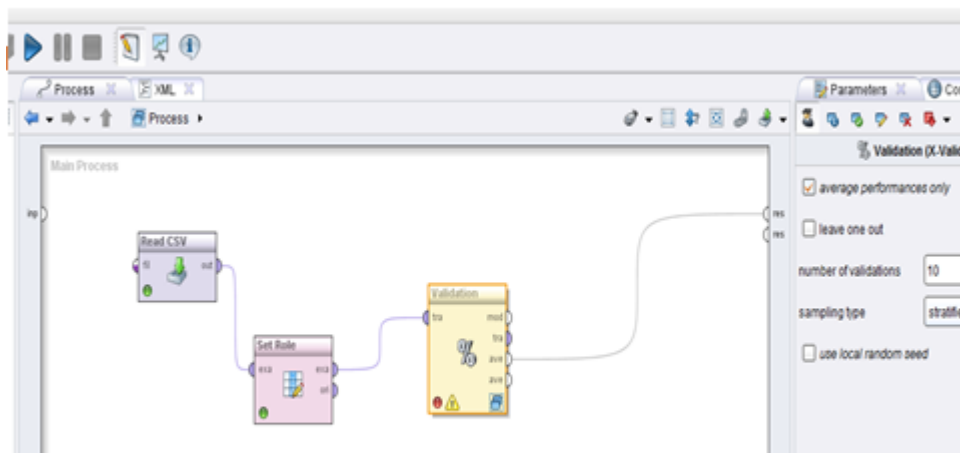 Process
XML
Parameters
Co
Process
Validation (X-Valid
Main Process
average performances only
inp
res
res
leave one out
Read CSV
fil
out
number of validations
10
Validation
tra
mod
tra
ave
ave
sampling type
stratifie
Set Role
exa
exa
ori
use local random seed